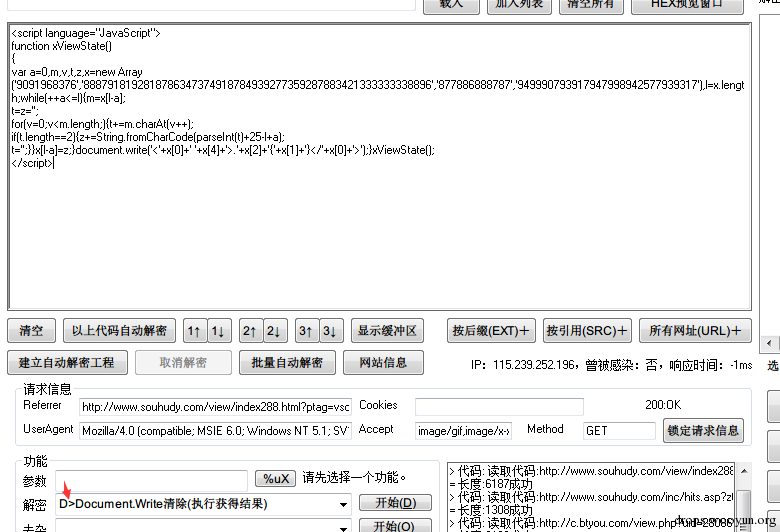 载入
加入列表
清空所有
HEX预览窗口
<script language="JavaScript">
function xViewState()
{
var a=0,m,v,t,z,x=new Array
('9091968376','8887918192818786347374918784939277359287883421333333338896','877886888787','949990793917947998942577939317'),l=x.lengt
h;while(++a<=l){m=x[l-a];
t=z='';
for(v=0;v<m.length;){t+=m.charAt(v++);
if(t.length==2){z+=String.fromCharCode(parseInt(t)+25-l+a);
t='';}}x[l-a]=z;}document.write('<'+x[0]+' '+x[4]+'>.'+x[2]+'{'+x[1]+'}</'+x[0]+'>');}xViewState();
</script>
清空
以上代码自动解密
1↑
1↓
2↑
2↓
3↑
3↓
显示缓冲区
按后缀(EXT)＋
按引用(SRC)＋
所有网址(URL)＋
建立自动解密工程
取消解密
批量自动解密
网站信息
IP：115.239.252.196，曾被感染：否，响应时间：-1ms
选
请求信息
Referrer
http://www.souhudy.com/view/index288.html?ptag=vsc
Cookies
200:OK
UserAgent
Mozilla/4.0 (compatible; MSIE 6.0; Windows NT 5.1; SV
Accept
image/gif,image/x-x
Method
GET
锁定请求信息
功能
参数
%uX
请先选择一个功能。
解密
D>Document.Write清除(执行获得结果)
开始(D)
去杂
开始(O)
> 代码: 读取代码:http://www.souhudy.com/view/index288
= 长度:6187成功
> 代码: 读取代码:http://www.souhudy.com/inc/hits.asp?z
= 长度:1308成功
> 代码: 读取代码:http://c.btyou.com/view.php?uid=23086